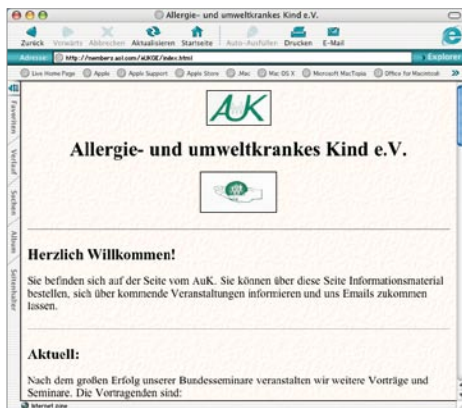 Allergie- und umweltkrankes Kind e.V.
Zurück Vorwärts Abbrechen Aktualisieren Startseite Auto-Ausfüllen Drucken E-Mail
Adresse http://members.aol.com/AUKGE/index.html Explorer
Live Home Page Apple Apple Support Apple Store .Mac Mac OS X Microsoft MacTopia Office for Macintosh
Favoriten
Verlauf
Suchen
Album
Seitenhalter
AuK
Allergie- und umweltkrankes Kind e.V.
Herzlich Willkommen!
Sie befinden sich auf der Seite vom AuK. Sie können über diese Seite Informationsmaterial
bestellen, sich über kommende Veranstaltungen informieren und uns Emails zukommen
lassen.
Aktuell:
Nach dem großen Erfolg unserer Bundesseminare veranstalten wir weitere Vorträge und
Seminare. Die Vortragenden sind:
Internet zone